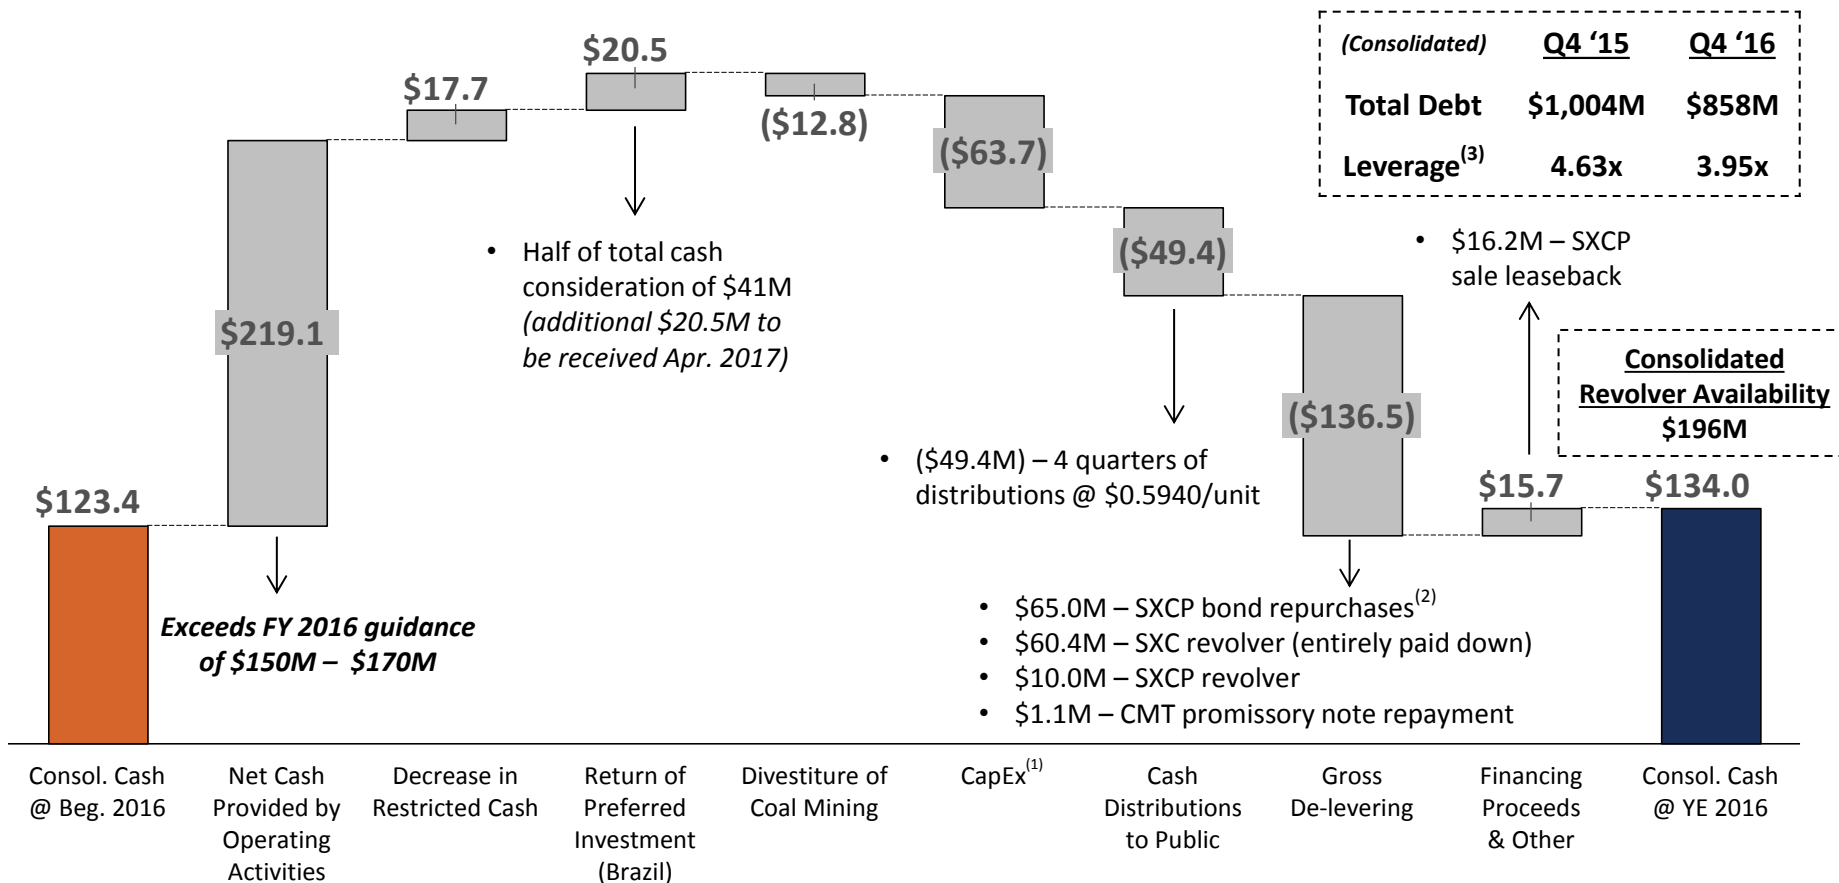 $123.4
$219.1
$17.7
$20.5
($12.8)
($63.7)
($49.4)
($136.5)
$15.7
$134.0
(Consolidated) Q4 ‘15 Q4 ‘16
Total Debt $1,004M $858M
Leverage(3) 4.63x 3.95x
• $16.2M – SXCP
sale leaseback
Consolidated
Revolver Availability
$196M
• Half of total cash
consideration of $41M
(additional $20.5M to
be received Apr. 2017)
• ($49.4M) – 4 quarters of
distributions @ $0.5940/unit
Exceeds FY 2016 guidance
of $150M – $170M
• $65.0M – SXCP bond repurchases(2)
• $60.4M – SXC revolver (entirely paid down)
• $10.0M – SXCP revolver
• $1.1M – CMT promissory note repayment
Consol. Cash
@ Beg. 2016
Net Cash
Provided by
Operating
Activities
Decrease in
Restricted Cash
Return of
Preferred
Investment
(Brazil)
Divestiture of
Coal Mining
CapEx(1)
Cash
Distributions
to Public
Gross
De-levering
Financing
Proceeds
& Other
Consol. Cash
@ YE 2016